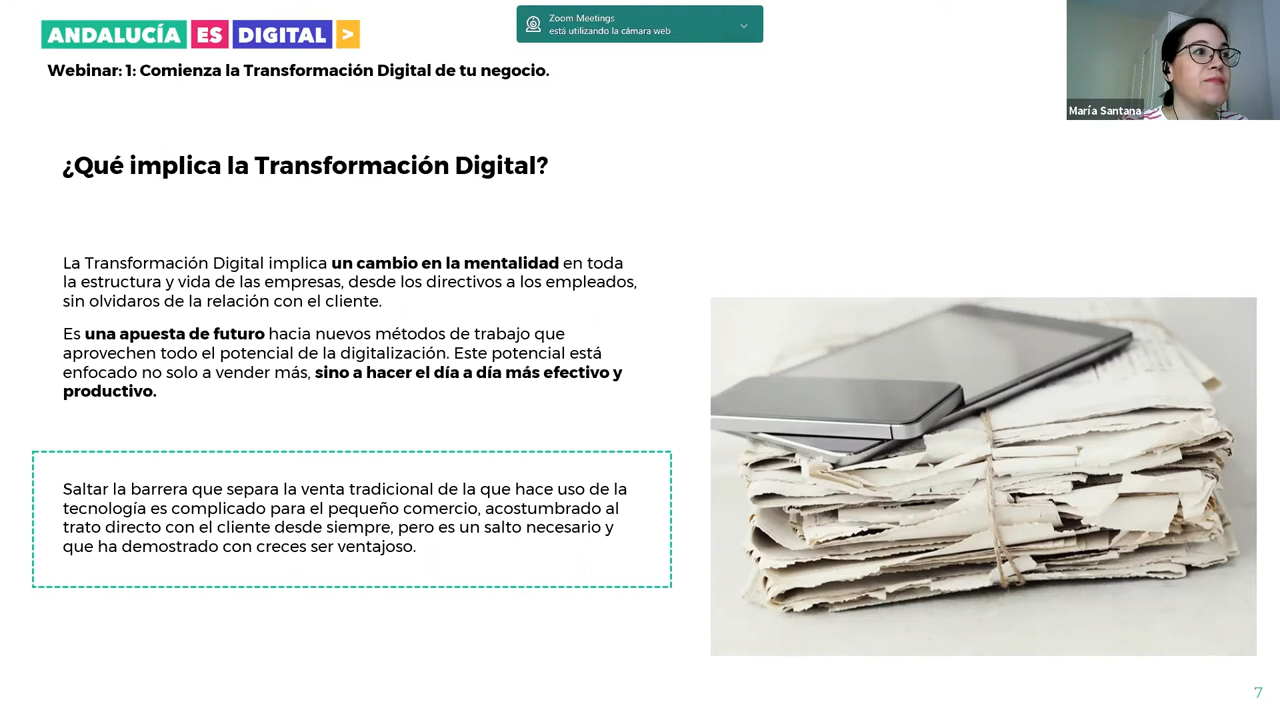 ANDALUCÍA ES DIGITAL >
Zoom Meetings
está utilizando la cámara web
Webinar: 1: Comienza la Transformación Digital de tu negocio.
María Santana
¿Qué implica la Transformación Digital?
La Transformación Digital implica un cambio en la mentalidad en toda
la estructura y vida de las empresas, desde los directivos a los empleados,
sin olvidaros de la relación con el cliente.
Es una apuesta de futuro hacia nuevos métodos de trabajo que
aprovechen todo el potencial de la digitalización. Este potencial está
enfocado no solo a vender más, sino a hacer el día a día más efectivo y
productivo.
Saltar la barrera que separa la venta tradicional de la que hace uso de la
tecnología es complicado para el pequeño comercio, acostumbrado al
trato directo con el cliente desde siempre, pero es un salto necesario y
que ha demostrado con creces ser ventajoso.
7